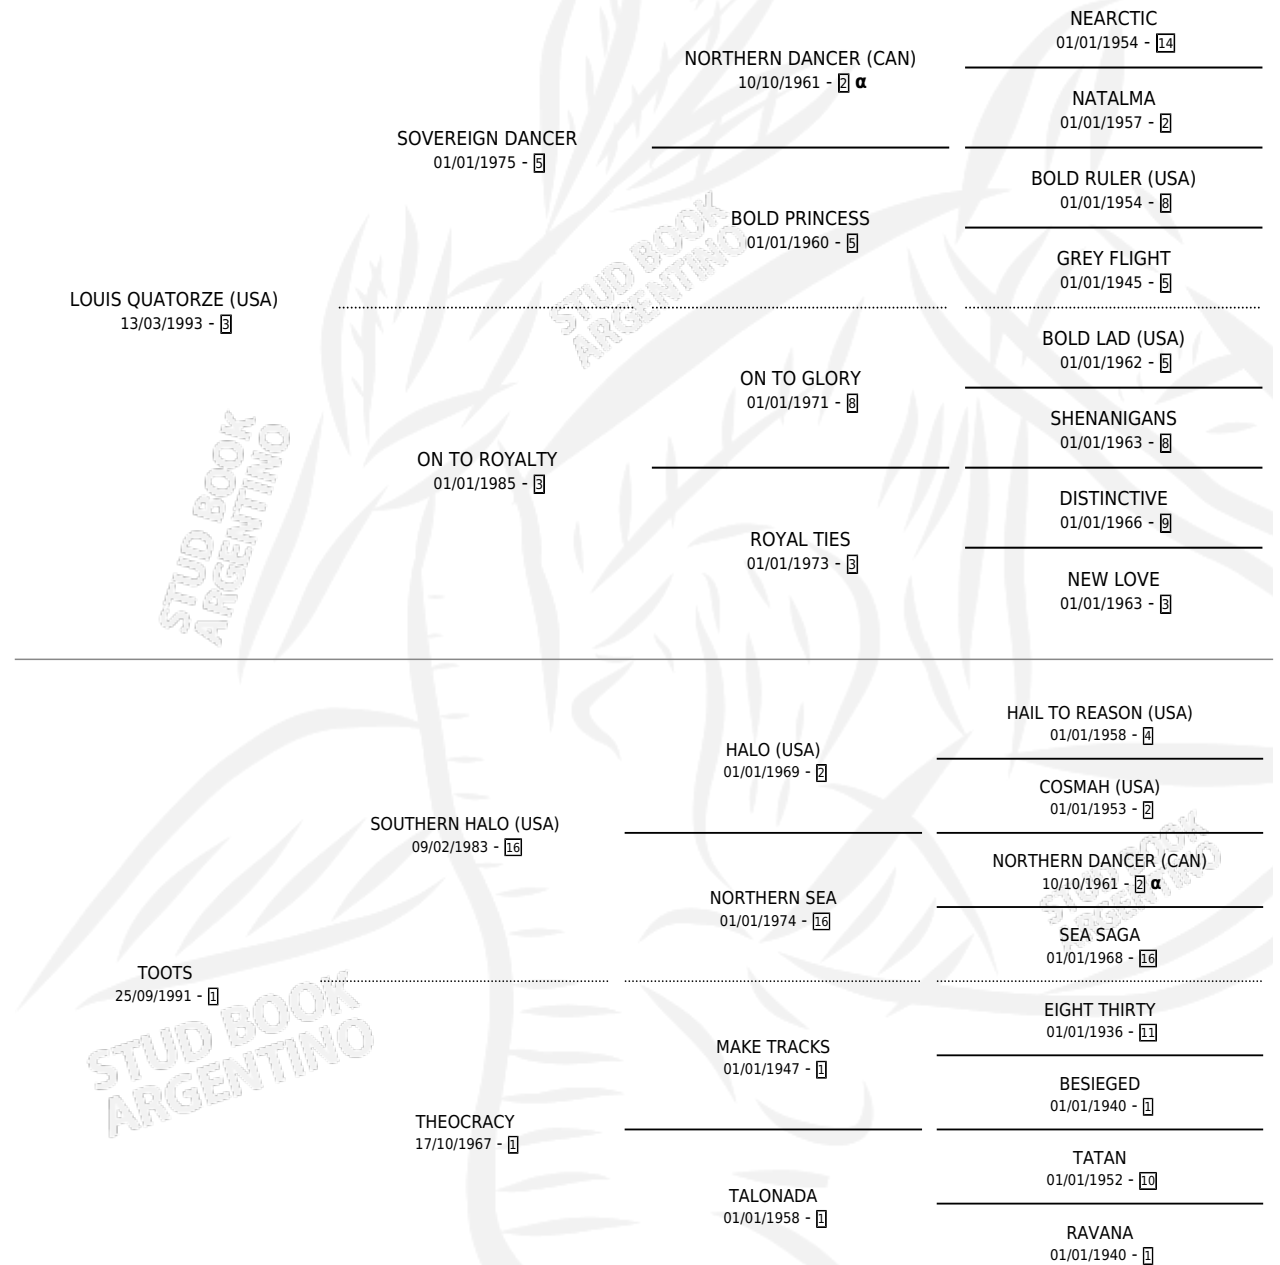 NEARCTIC
01/01/1954 - 14
NORTHERN DANCER (CAN)
10/10/1961 - 2 α
NATALMA
01/01/1957 - 2
SOVEREIGN DANCER
01/01/1975 - 5
BOLD RULER (USA)
01/01/1954 - 8
BOLD PRINCESS
01/01/1960 - 5
GREY FLIGHT
01/01/1945 - 5
LOUIS QUATORZE (USA)
13/03/1993 - 3
BOLD LAD (USA)
01/01/1962 - 5
ON TO GLORY
01/01/1971 - 8
SHENANIGANS
01/01/1963 - 8
ON TO ROYALTY
01/01/1985 - 3
DISTINCTIVE
01/01/1966 - 9
ROYAL TIES
01/01/1973 - 3
NEW LOVE
01/01/1963 - 3
HAIL TO REASON (USA)
01/01/1958 - 4
HALO (USA)
01/01/1969 - 2
COSMAH (USA)
01/01/1953 - 2
SOUTHERN HALO (USA)
09/02/1983 - 16
NORTHERN DANCER (CAN)
10/10/1961 - 2 α
NORTHERN SEA
01/01/1974 - 16
SEA SAGA
01/01/1968 - 16
TOOTS
25/09/1991 - 1
EIGHT THIRTY
01/01/1936 - 11
MAKE TRACKS
01/01/1947 - 1
BESIEGED
01/01/1940 - 1
THEOCRACY
17/10/1967 - 1
TATAN
01/01/1952 - 10
TALONADA
01/01/1958 - 1
RAVANA
01/01/1940 - 1
STUD BOOK
ARGENTINO
STUD BOOK
ARGENTINO
STUD BOOK
ARGENTINO
STUD BOOK
ARGENTINO